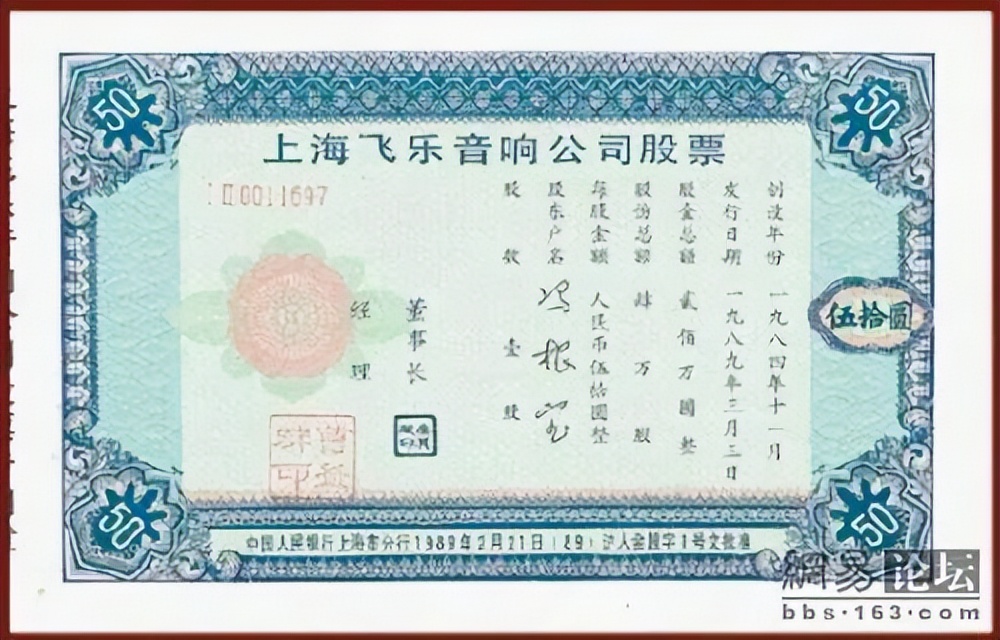 50
50
上海飞乐音响公司股票
创设年份 一九八四年十一月
发行日期 一九八九年三月三日
股金总额 贰佰万圆整
股份总额 肆万股
每股金额 人民币伍拾圆整
股东户名
股数 壹股
0011697
董事长
经理
伍拾圆
中国人民银行上海市分行1989年2月21日(89)沪人金股字1号文批准
50
50
網易论坛
bbs·163·com